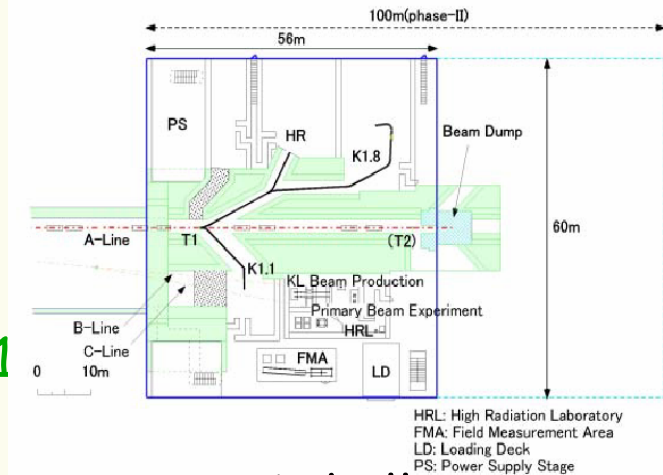 100m(phase-II)
56m
PS
HR
K1.8
Beam Dump
A-Line
T1
(T2)
60m
K1.1
KL Beam Production
Primary Beam Experiment
HRL
B-Line
C-Line
FMA
LD
0 10m
HRL: High Radiation Laboratory
FMA: Field Measurement Area
LD: Loading Deck
PS: Power Supply Stage